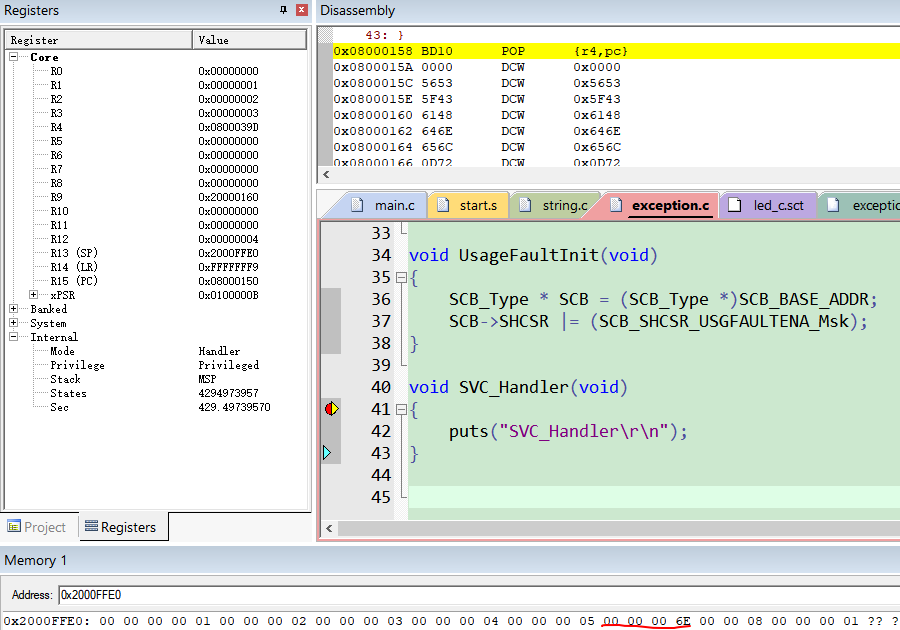 Registers
Register Value
Core
R0 0x00000000
R1 0x00000001
R2 0x00000002
R3 0x00000003
R4 0x0800039D
R5 0x00000000
R6 0x00000000
R7 0x00000000
R8 0x00000000
R9 0x20000160
R10 0x00000000
R11 0x00000000
R12 0x00000004
R13 (SP) 0x2000FFE0
R14 (LR) 0xFFFFFFF9
R15 (PC) 0x08000150
xPSR 0x0100000B
Banked
System
Internal
Mode Handler
Privilege Privileged
Stack MSP
States 4294973957
Sec 429.49739570
Project Registers
Disassembly
43: }
0x08000158 BD10 POP {r4,pc}
0x0800015A 0000 DCW 0x0000
0x0800015C 5653 DCW 0x5653
0x0800015E 5F43 DCW 0x5F43
0x08000160 6148 DCW 0x6148
0x08000162 646E DCW 0x646E
0x08000164 656C DCW 0x656C
0x08000166 0D72 DCW 0x0D72
main.c start.s string.c exception.c led_c.sct exceptio
33
34 void UsageFaultInit(void)
35 {
36 SCB_Type * SCB = (SCB_Type *)SCB_BASE_ADDR;
37 SCB->SHCSR |= (SCB_SHCSR_USGFAULTENA_Msk);
38 }
39
40 void SVC_Handler(void)
41 {
42 puts("SVC_Handler\r\n");
43 }
44
45
Memory 1
Address: 0x2000FFE0
0x2000FFE0: 00 00 00 00 01 00 00 00 02 00 00 00 03 00 00 00 04 00 00 00 05 00 00 00 6E 00 00 08 00 00 00 01 ?? ?